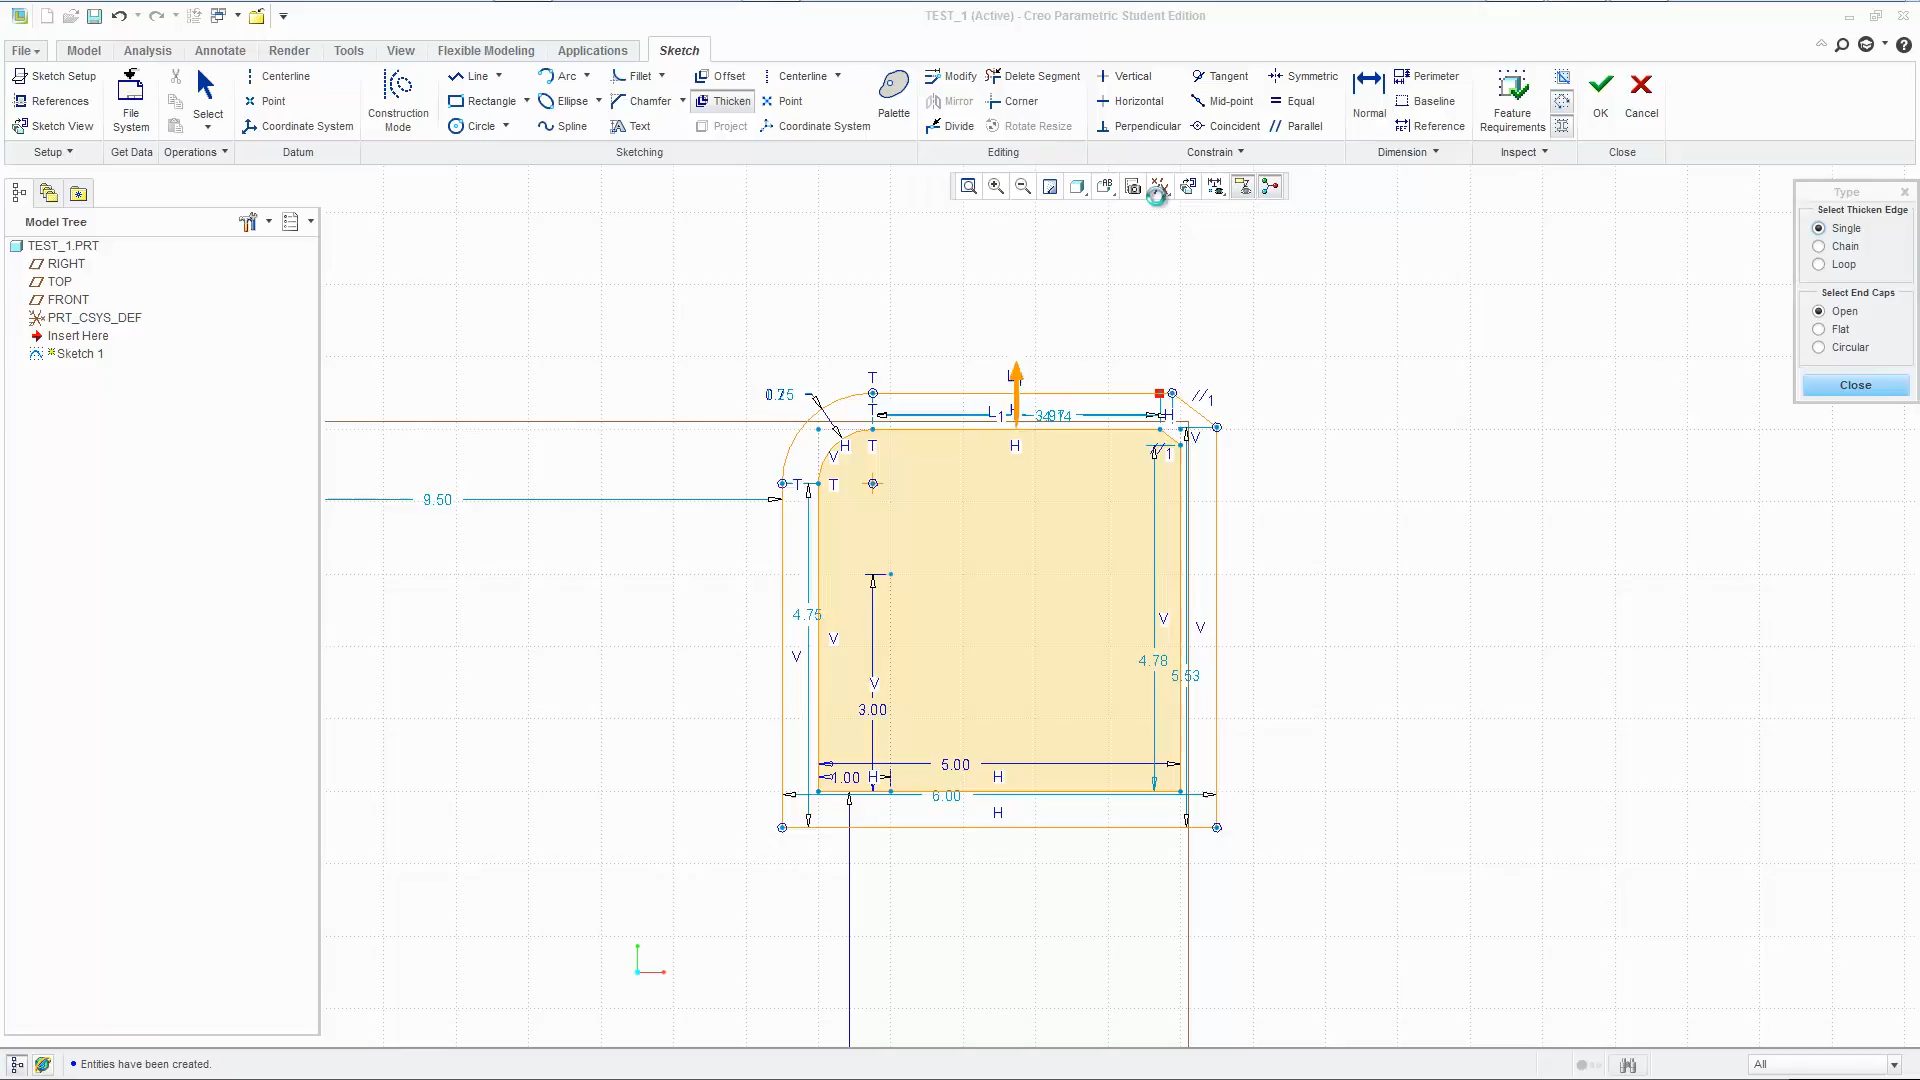 TEST_1 (Active) - Creo Parametric Student Edition
File Model Analysis Annotate Render Tools View Flexible Modeling Applications Sketch
Sketch Setup
References
Sketch View
Setup
File System
Get Data
Select
Operations
Centerline
Point
Coordinate System
Datum
Construction Mode
Line Arc Fillet Offset Centerline
Rectangle Ellipse Chamfer Thicken Point
Circle Spline Text Project Coordinate System
Palette
Sketching
Modify Delete Segment
Mirror Corner
Divide Rotate Resize
Editing
Vertical Tangent Symmetric
Horizontal Mid-point Equal
Perpendicular Coincident Parallel
Constrain
Normal
Perimeter
Baseline
Reference
Dimension
Feature Requirements
Inspect
OK
Cancel
Close
Model Tree
TEST_1.PRT
RIGHT
TOP
FRONT
PRT_CSYS_DEF
Insert Here
Sketch 1
Type
Select Thicken Edge
Single
Chain
Loop
Select End Caps
Open
Flat
Circular
Close
T
//1
T L1 H
H T H V
V //1
T T
9.50
4.75
V V V V
4.78
5.53
V
3.00
5.00
1.00 H H
6.00
H
Entities have been created.
All